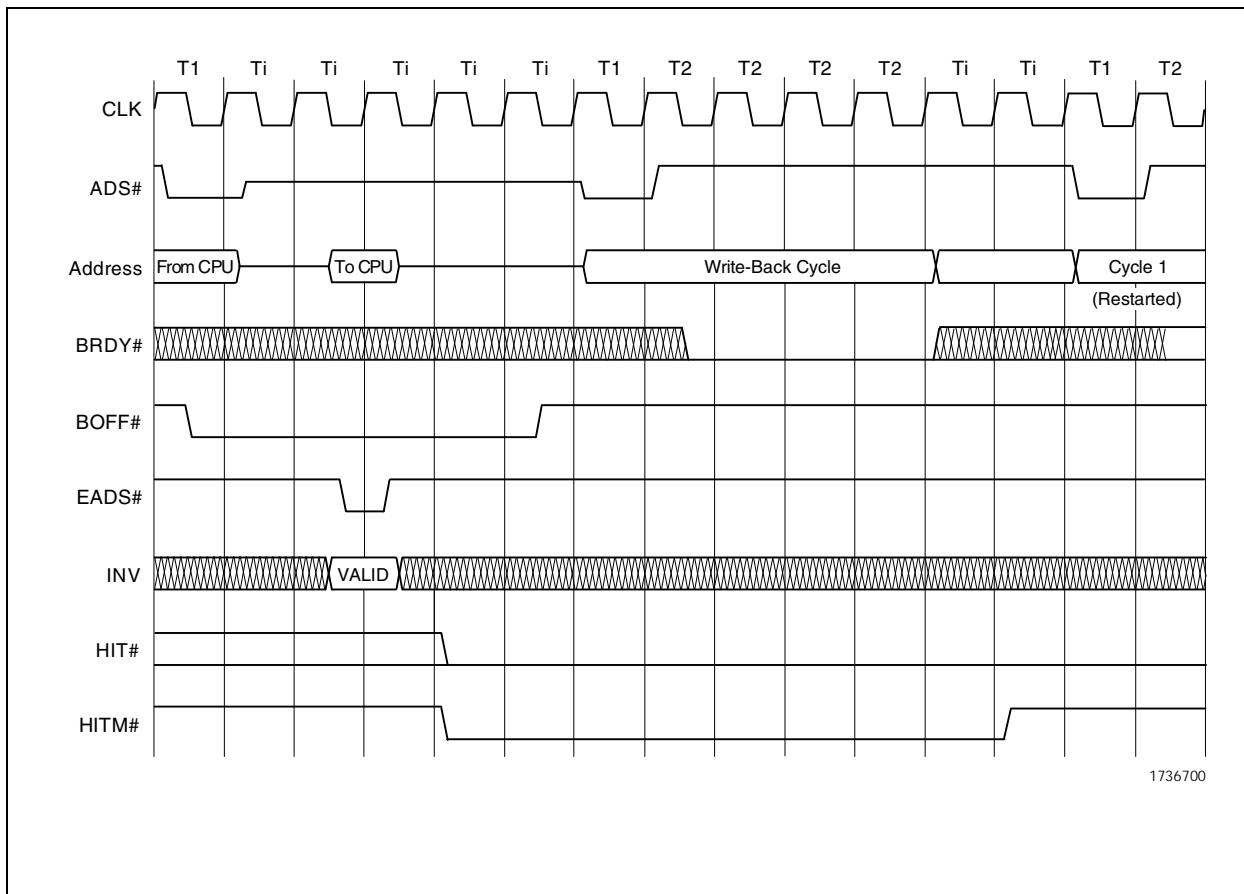 T1 Ti Ti Ti Ti Ti T1 T2 T2 T2 T2 Ti Ti T1 T2
CLK
ADS#
Address From CPU To CPU Write-Back Cycle Cycle 1
(Restarted)
BRDY#
BOFF#
EADS#
INV VALID
HIT#
HITM#
1736700